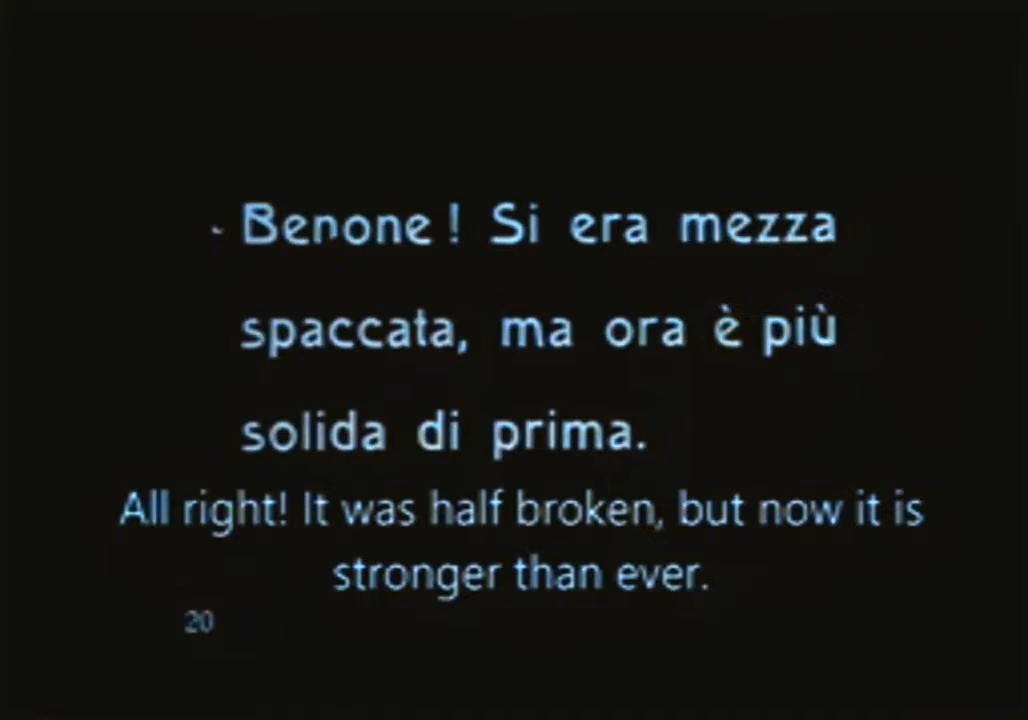 - Benone! Si era mezza
spaccata, ma ora è più
solida di prima.
All right! It was half broken, but now it is
stronger than ever.
20